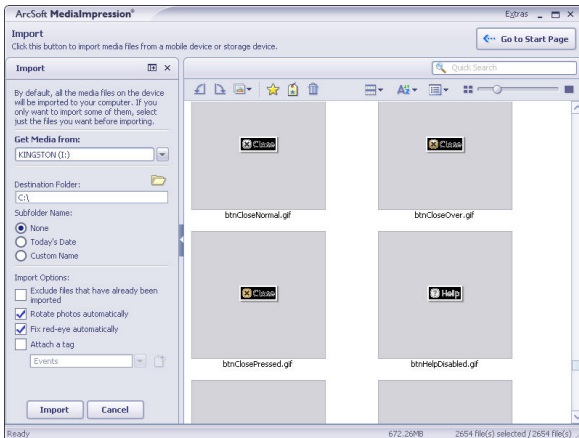 ArcSoft MediaImpression®
Extras
Import
Click this button to import media files from a mobile device or storage device.
Go to Start Page
Import
Quick Search
By default, all the media files on the device
will be imported to your computer. If you
only want to import some of them, select
just the files you want before importing.
Get Media from:
KINGSTON (I:)
Destination Folder:
C:\
Subfolder Name:
None
Today's Date
Custom Name
Import Options:
Exclude files that have already been
imported
Rotate photos automatically
Fix red-eye automatically
Attach a tag
Events
Import
Cancel
Close
Close
btnCloseNormal.gif
btnCloseOver.gif
Close
Help
btnClosePressed.gif
btnHelpDisabled.gif
Ready
672.26MB
2654 file(s) selected / 2654 file(s)